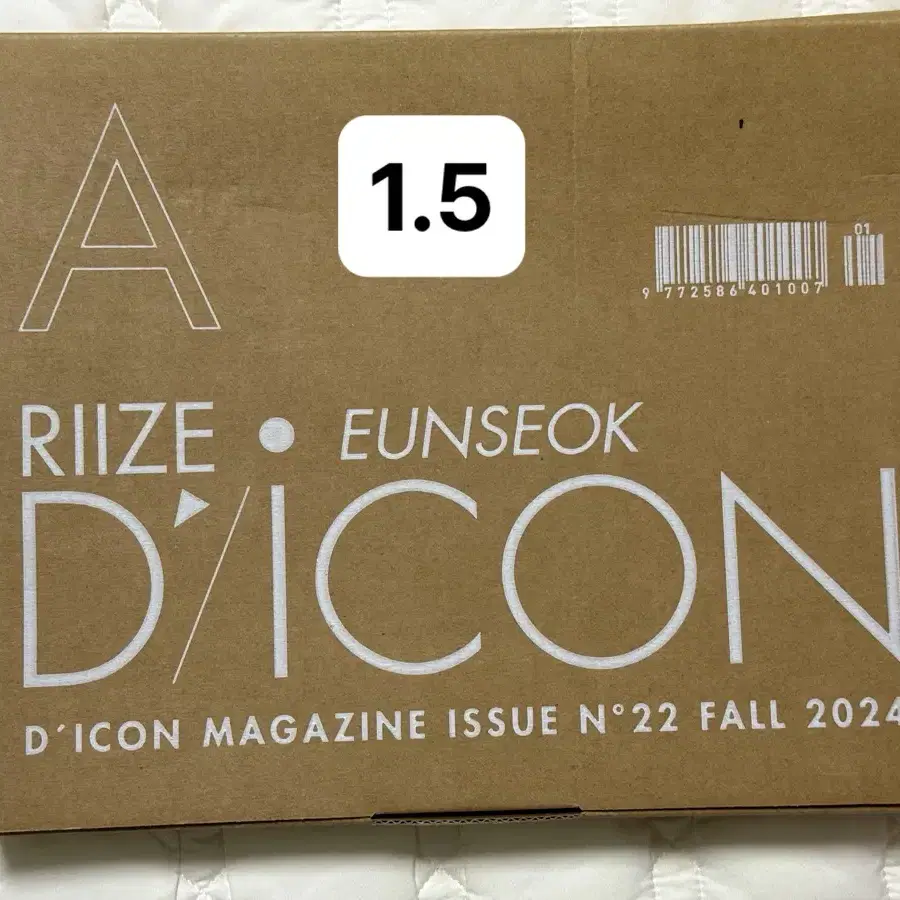 A
1.5
01
9 772586 401007
RIIZE • EUNSEOK
D'/ICON
D´ICON MAGAZINE ISSUE N°22 FALL 2024